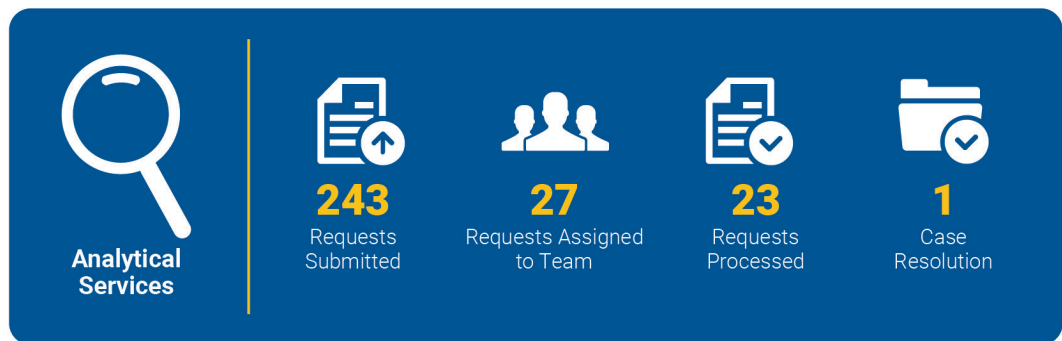 Analytical
Services
243
Requests
Submitted
27
Requests Assigned
to Team
23
Requests
Processed
1
Case
Resolution